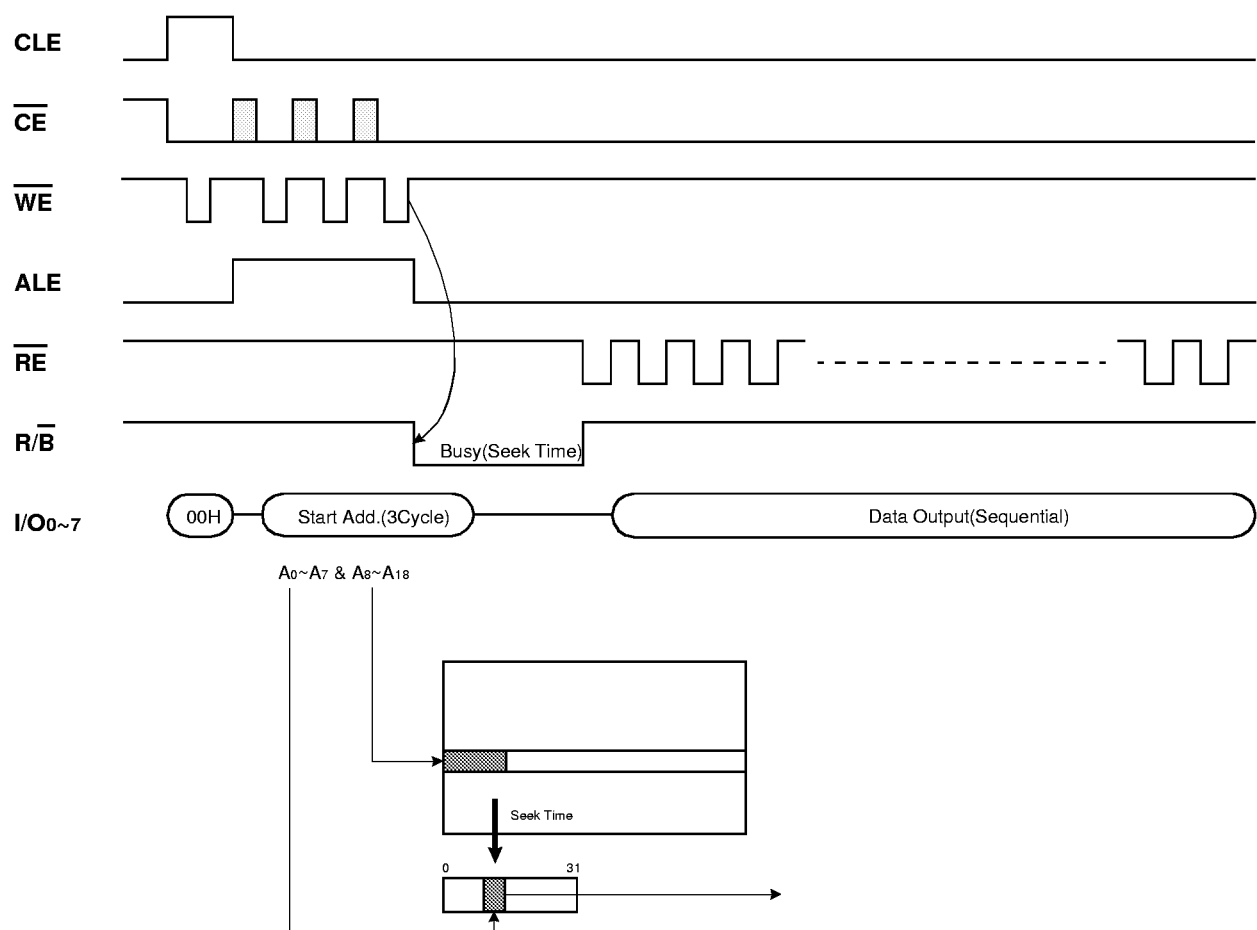 CLE
CE
WE
ALE
RE
R/B
Busy(Seek Time)
I/O0~7
00H
Start Add.(3Cycle)
Data Output(Sequential)
A0~A7 & A8~A18
Seek Time
0
31